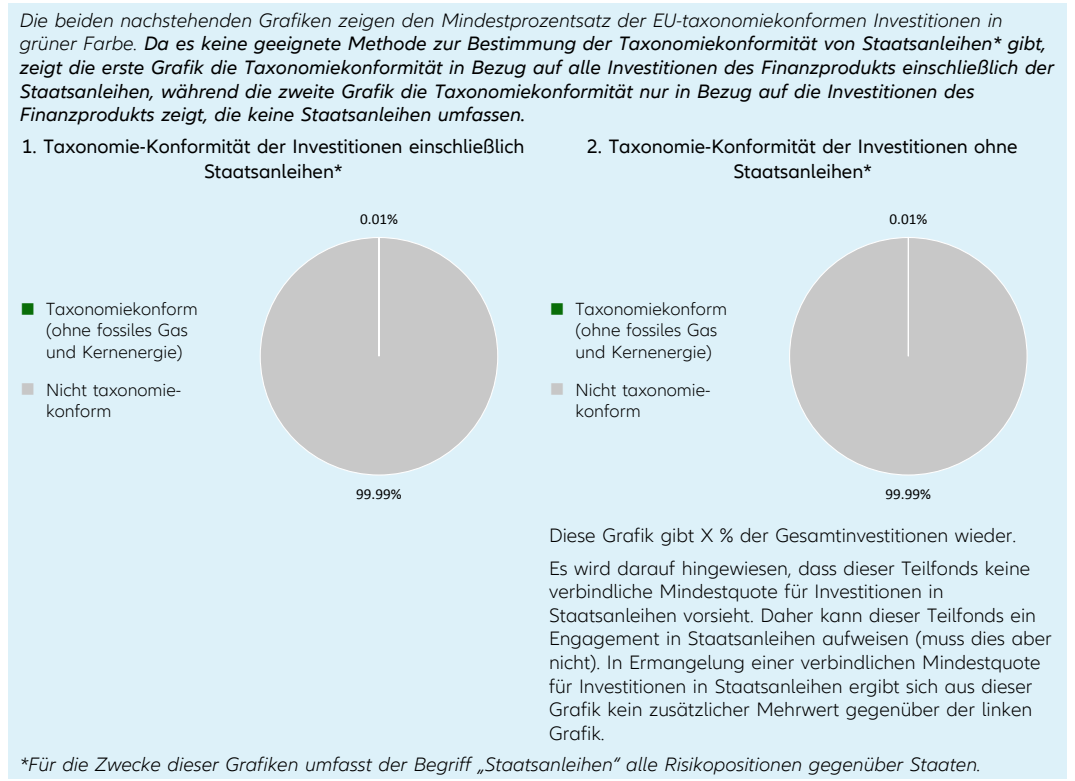 Die beiden nachstehenden Grafiken zeigen den Mindestprozentsatz der EU-taxonomiekonformen Investitionen in
grüner Farbe. Da es keine geeignete Methode zur Bestimmung der Taxonomiekonformität von Staatsanleihen* gibt,
zeigt die erste Grafik die Taxonomiekonformität in Bezug auf alle Investitionen des Finanzprodukts einschließlich der
Staatsanleihen, während die zweite Grafik die Taxonomiekonformität nur in Bezug auf die Investitionen des
Finanzprodukts zeigt, die keine Staatsanleihen umfassen.
1. Taxonomie-Konformität der Investitionen einschließlich
Staatsanleihen*
0.01%
Taxonomiekonform
(ohne fossiles Gas
und Kernenergie)
Nicht taxonomie-
konform
99.99%
2. Taxonomie-Konformität der Investitionen ohne
Staatsanleihen*
0.01%
Taxonomiekonform
(ohne fossiles Gas
und Kernenergie)
Nicht taxonomie-
konform
99.99%
Diese Grafik gibt X % der Gesamtinvestitionen wieder.
Es wird darauf hingewiesen, dass dieser Teilfonds keine
verbindliche Mindestquote für Investitionen in
Staatsanleihen vorsieht. Daher kann dieser Teilfonds ein
Engagement in Staatsanleihen aufweisen (muss dies aber
nicht). In Ermangelung einer verbindlichen Mindestquote
für Investitionen in Staatsanleihen ergibt sich aus dieser
Grafik kein zusätzlicher Mehrwert gegenüber der linken
Grafik.
*Für die Zwecke dieser Grafiken umfasst der Begriff „Staatsanleihen" alle Risikopositionen gegenüber Staaten.